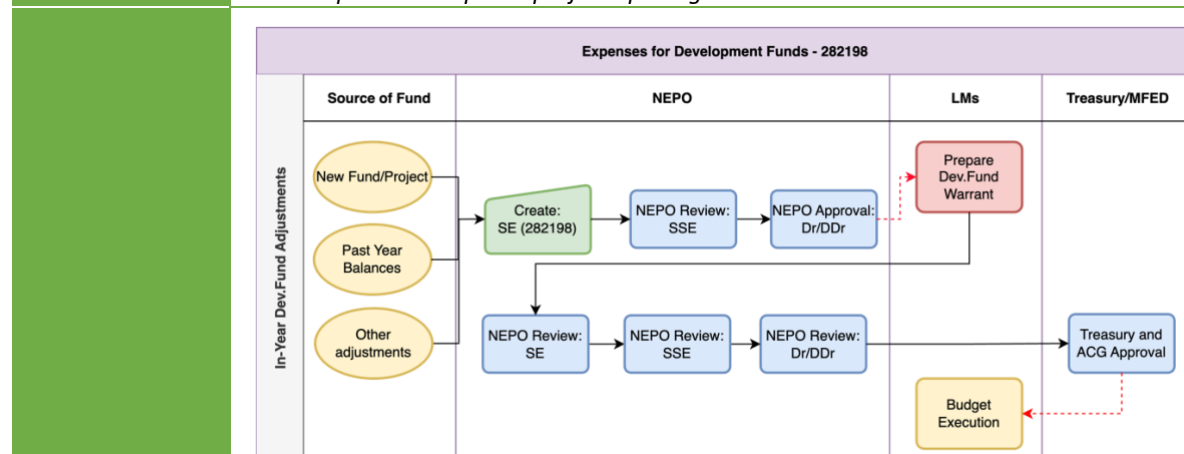 Expenses for Development Funds - 282198
Source of Fund
NEPO
LMs
Treasury/MFED
In-Year Dev.Fund Adjustments
New Fund/Project
Past Year
Balances
Other
adjustments
Create:
SE (282198)
NEPO Review:
SSE
NEPO Approval:
Dr/DDr
Prepare
Dev.Fund
Warrant
NEPO Review:
SE
NEPO Review:
SSE
NEPO Review:
Dr/DDr
Treasury and
ACG Approval
Budget
Execution